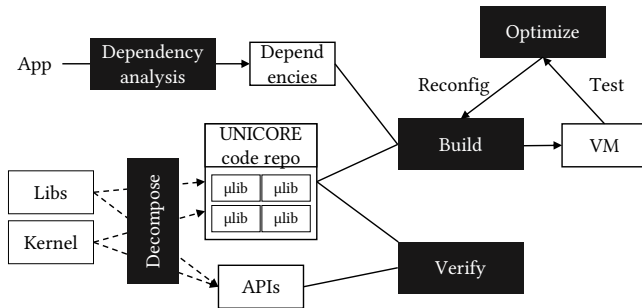 App
Dependency
analysis
Depend
encies
Optimize
Reconfig
Test
Build
VM
UNICORE
code repo
μlib
μlib
μlib
μlib
Libs
Kernel
Decompose
APIs
Verify